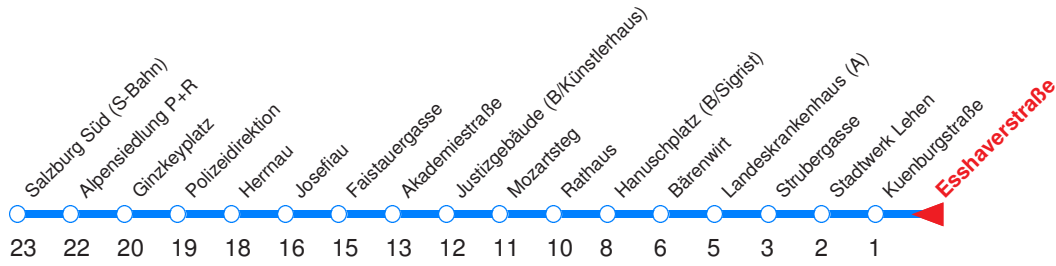 Salzburg Süd (S-Bahn)
Alpensiedlung P+R
Ginzkeyplatz
Polizeidirektion
Herrnau
Josefiau
Faistauergasse
Akademiestraße
Justizgebäude (B/Künstlerhaus)
Mozartsteg
Rathaus
Hanuschplatz (B/Sigrist)
Bärenwirt
Landeskrankenhaus (A)
Strubergasse
Stadtwerk Lehen
Kuenburgstraße
Esshaverstraße
23 22 20 19 18 16 15 13 12 11 10 8 6 5 3 2 1